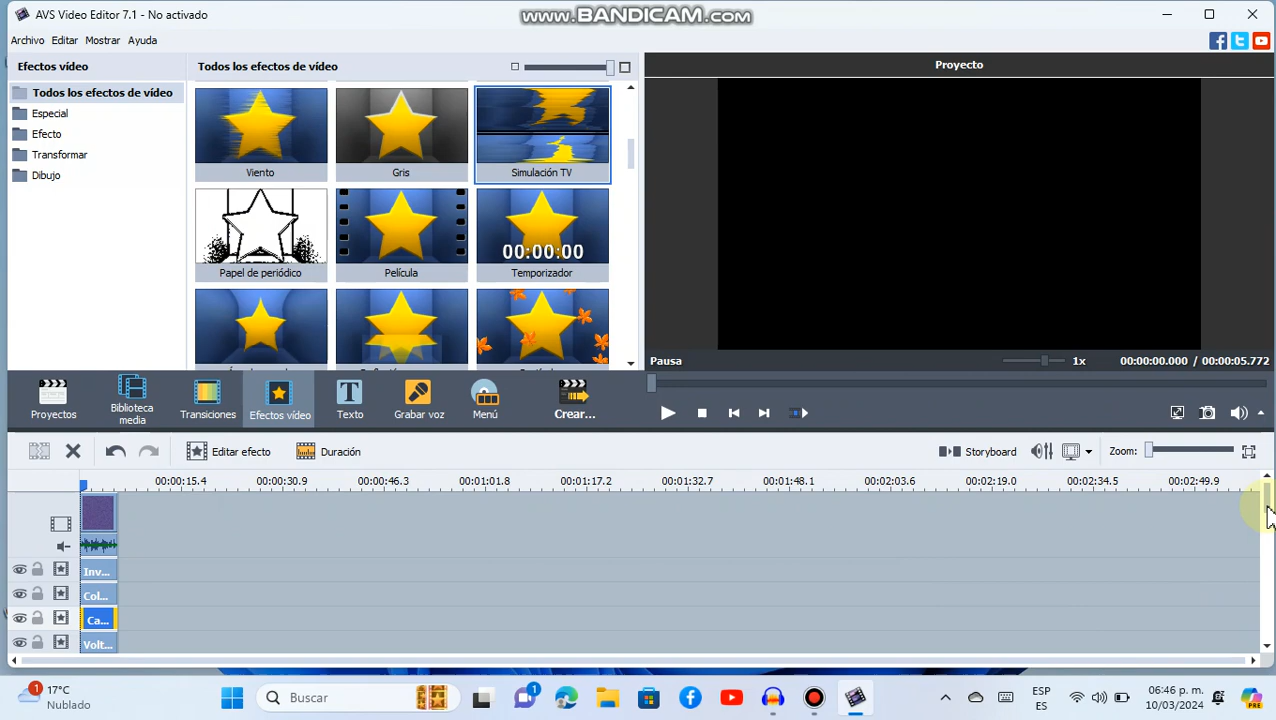 AVS Video Editor 7.1 - No activado
www.BANDICAM.com
Archivo Editar Mostrar Ayuda
Efectos vídeo
Todos los efectos de vídeo
Proyecto
Todos los efectos de vídeo
Especial
Efecto
Transformar
Dibujo
Viento
Gris
Simulación TV
00:00:00
Papel de periódico
Película
Temporizador
Pausa
1x
00:00:00.000 / 00:00:05.772
Proyectos
Biblioteca media
Transiciones
Efectos vídeo
Texto
Grabar voz
Menú
Crear...
Editar efecto
Duración
Storyboard
Zoom:
00:00:15.4 00:00:30.9 00:00:46.3 00:01:01.8 00:01:17.2 00:01:32.7 00:01:48.1 00:02:03.6 00:02:19.0 00:02:34.5 00:02:49.9
Inv...
Col...
Ca...
Volt...
1
17°C
Nublado
Buscar
1
ESP
ES
06:46 p. m.
10/03/2024
PRE